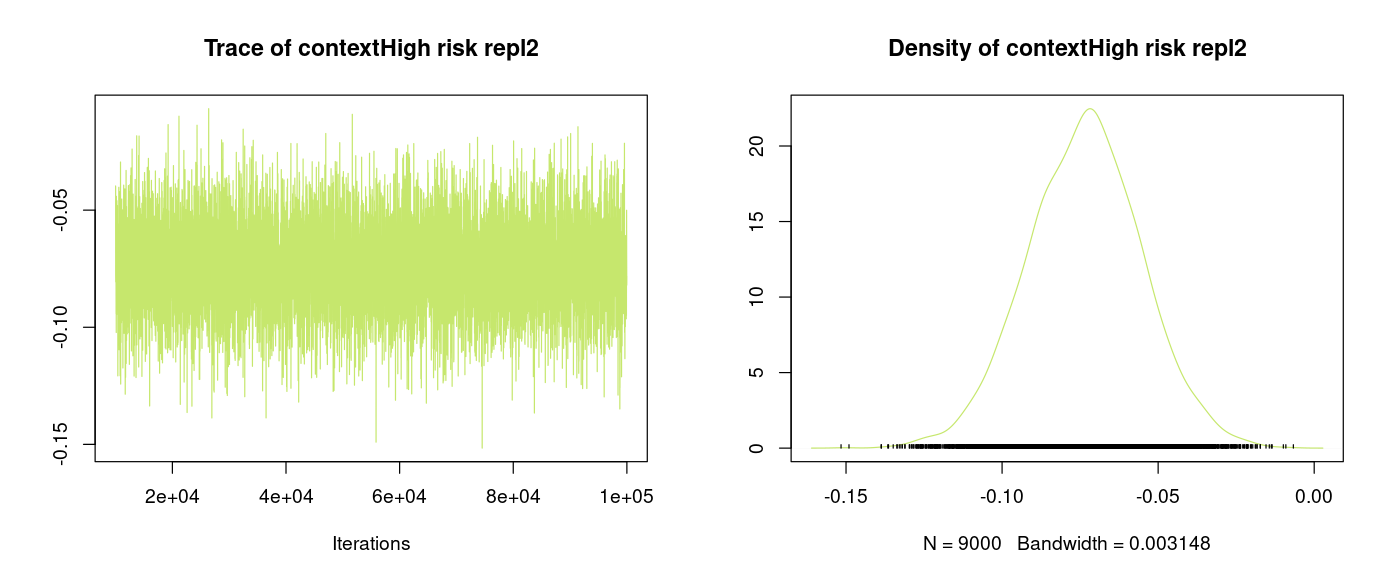 Trace of contextHigh risk repl2
-0.05
-0.10
-0.15
2e+04 4e+04 6e+04 8e+04 1e+05
Iterations
Density of contextHigh risk repl2
20
15
10
5
0
-0.15 -0.10 -0.05 0.00
N = 9000 Bandwidth = 0.003148